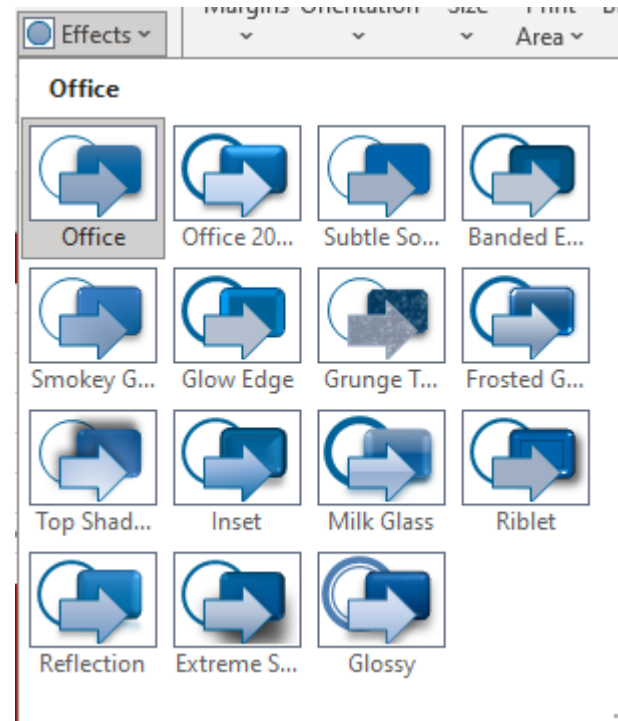 Margins Orientation Size Print
Effects
Area
Office
Office Office 20... Subtle So... Banded E...
Smokey G... Glow Edge Grunge T... Frosted G...
Top Shad... Inset Milk Glass Riblet
Reflection Extreme S... Glossy